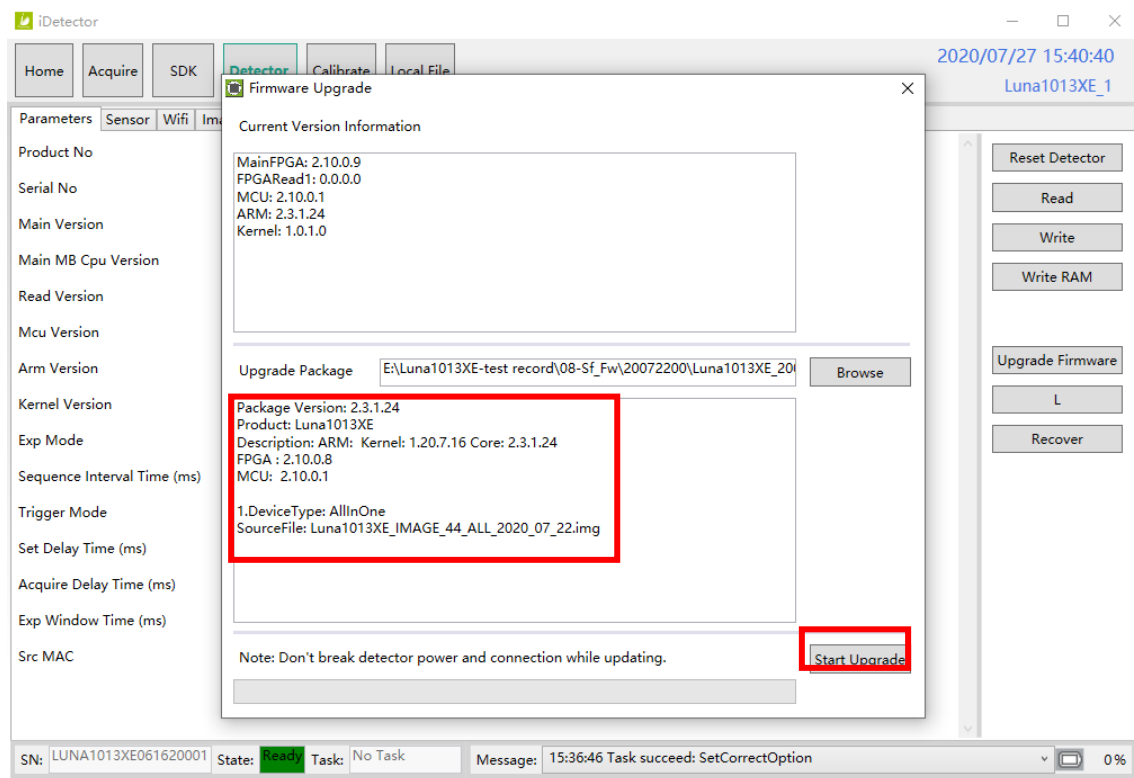 iDetector
Home
Acquire
SDK
Detector
Calibrate
Local File
2020/07/27 15:40:40
Luna1013XE_1
Firmware Upgrade
Parameters
Sensor
Wifi
Current Version Information
MainFPGA: 2.10.0.9
FPGARead1: 0.0.0.0
MCU: 2.10.0.1
ARM: 2.3.1.24
Kernel: 1.0.1.0
Product No
Serial No
Main Version
Main MB Cpu Version
Read Version
Mcu Version
Arm Version
Kernel Version
Exp Mode
Sequence Interval Time (ms)
Trigger Mode
Set Delay Time (ms)
Acquire Delay Time (ms)
Exp Window Time (ms)
Src MAC
Upgrade Package
E:\Luna1013XE-test record\08-Sf_Fw\20072200\Luna1013XE_20
Browse
Package Version: 2.3.1.24
Product: Luna1013XE
Description: ARM: Kernel: 1.20.7.16 Core: 2.3.1.24
FPGA : 2.10.0.8
MCU: 2.10.0.1
1.DeviceType: AllInOne
SourceFile: Luna1013XE_IMAGE_44_ALL_2020_07_22.img
Note: Don't break detector power and connection while updating.
Start Upgrade
Reset Detector
Read
Write
Write RAM
Upgrade Firmware
L
Recover
SN: LUNA1013XE061620001 State: Ready Task: No Task Message: 15:36:46 Task succeed: SetCorrectOption 0%